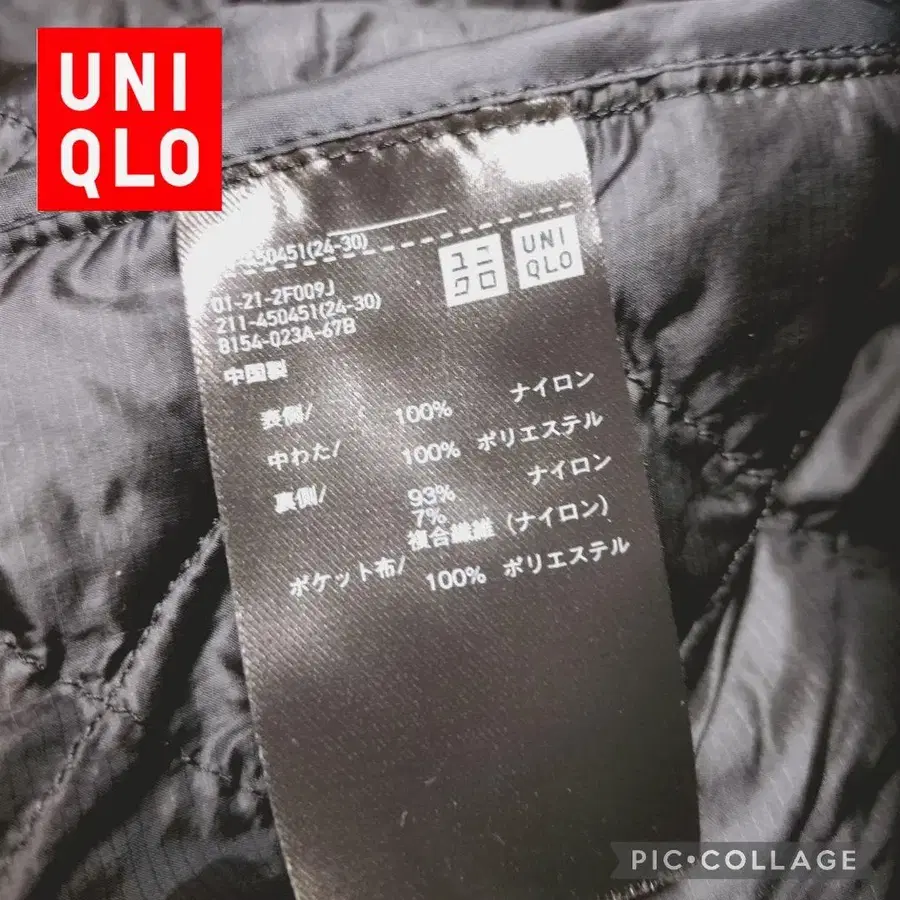 UNI
QLO
450451(24-30)
ユニ
クロ
UNI
QLO
01-21-2F009J
211-450451(24-30)
8154-023A-67B
中国製
表側/ 100% ナイロン
中わた/ 100% ポリエステル
裏側/ 93% ナイロン
7%
複合繊維(ナイロン)
ポケット布/ 100% ポリエステル
PIC•COLLAGE